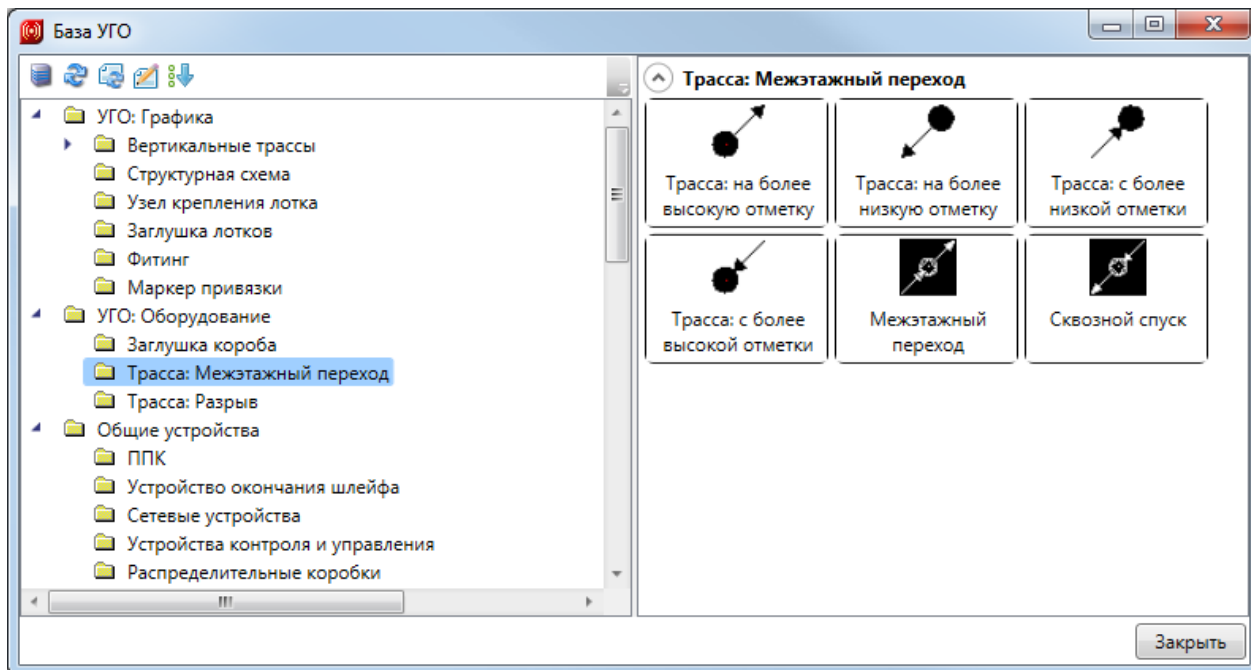 База УГО
УГО: Графика
Вертикальные трассы
Структурная схема
Узел крепления лотка
Заглушка лотков
Фитинг
Маркер привязки
УГО: Оборудование
Заглушка короба
Трасса: Межэтажный переход
Трасса: Разрыв
Общие устройства
ППК
Устройство окончания шлейфа
Сетевые устройства
Устройства контроля и управления
Распределительные коробки
Трасса: Межэтажный переход
Трасса: на более
высокую отметку
Трасса: на более
низкую отметку
Трасса: с более
низкой отметки
Трасса: с более
высокой отметки
Межэтажный
переход
Сквозной спуск
Закрыть